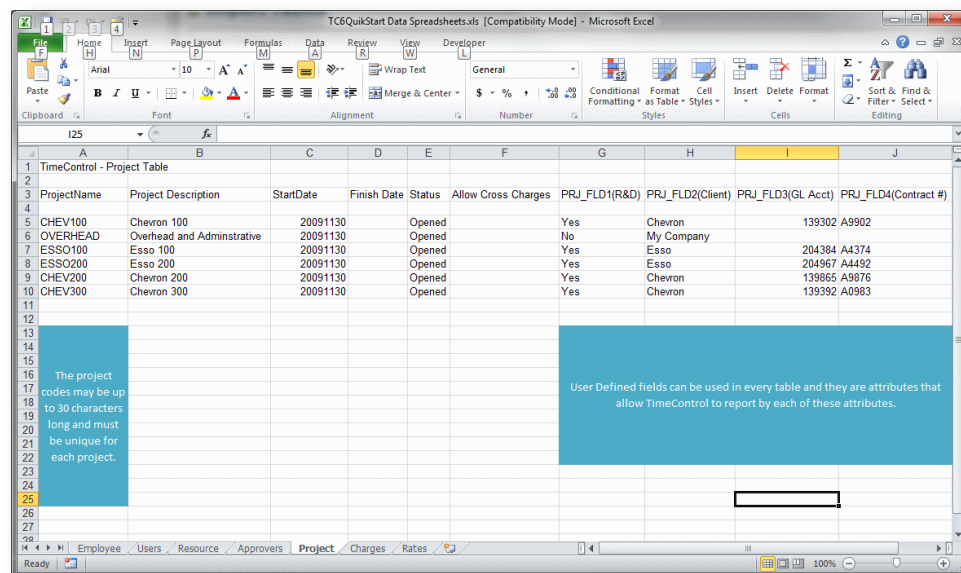 TC6QuikStart Data Spreadsheets.xls [Compatibility Mode] - Microsoft Excel
1 2 3 4
File Home Insert Page Layout Formulas Data Review View Developer
F H N P M A R W L
Paste
Arial 10 A A
B I U A
Wrap Text
Merge & Center
General
$ % , .00 .0
Conditional Formatting
Format as Table
Cell Styles
Insert Delete Format
Σ
Sort & Filter
Find & Select
Clipboard Font Alignment Number Styles Cells Editing
I25 fx
A B C D E F G H I J
1 TimeControl - Project Table
2
3 ProjectName Project Description StartDate Finish Date Status Allow Cross Charges PRJ_FLD1(R&D) PRJ_FLD2(Client) PRJ_FLD3(GL Acct) PRJ_FLD4(Contract #)
4
5 CHEV100 Chevron 100 20091130 Opened Yes Chevron 139302 A9902
6 OVERHEAD Overhead and Adminstrative 20091130 Opened No My Company
7 ESSO100 Esso 100 20091130 Opened Yes Esso 204384 A4374
8 ESSO200 Esso 200 20091130 Opened Yes Esso 204967 A4492
9 CHEV200 Chevron 200 20091130 Opened Yes Chevron 139865 A9876
10 CHEV300 Chevron 300 20091130 Opened Yes Chevron 139392 A0983
11
12
13
14
15
16
17
18
19
20
21
22
23
24
25
26
27
28
The project
codes may be up
to 30 characters
long and must
be unique for
each project.
User Defined fields can be used in every table and they are attributes that
allow TimeControl to report by each of these attributes.
Employee Users Resource Approvers Project Charges Rates
Ready 100%